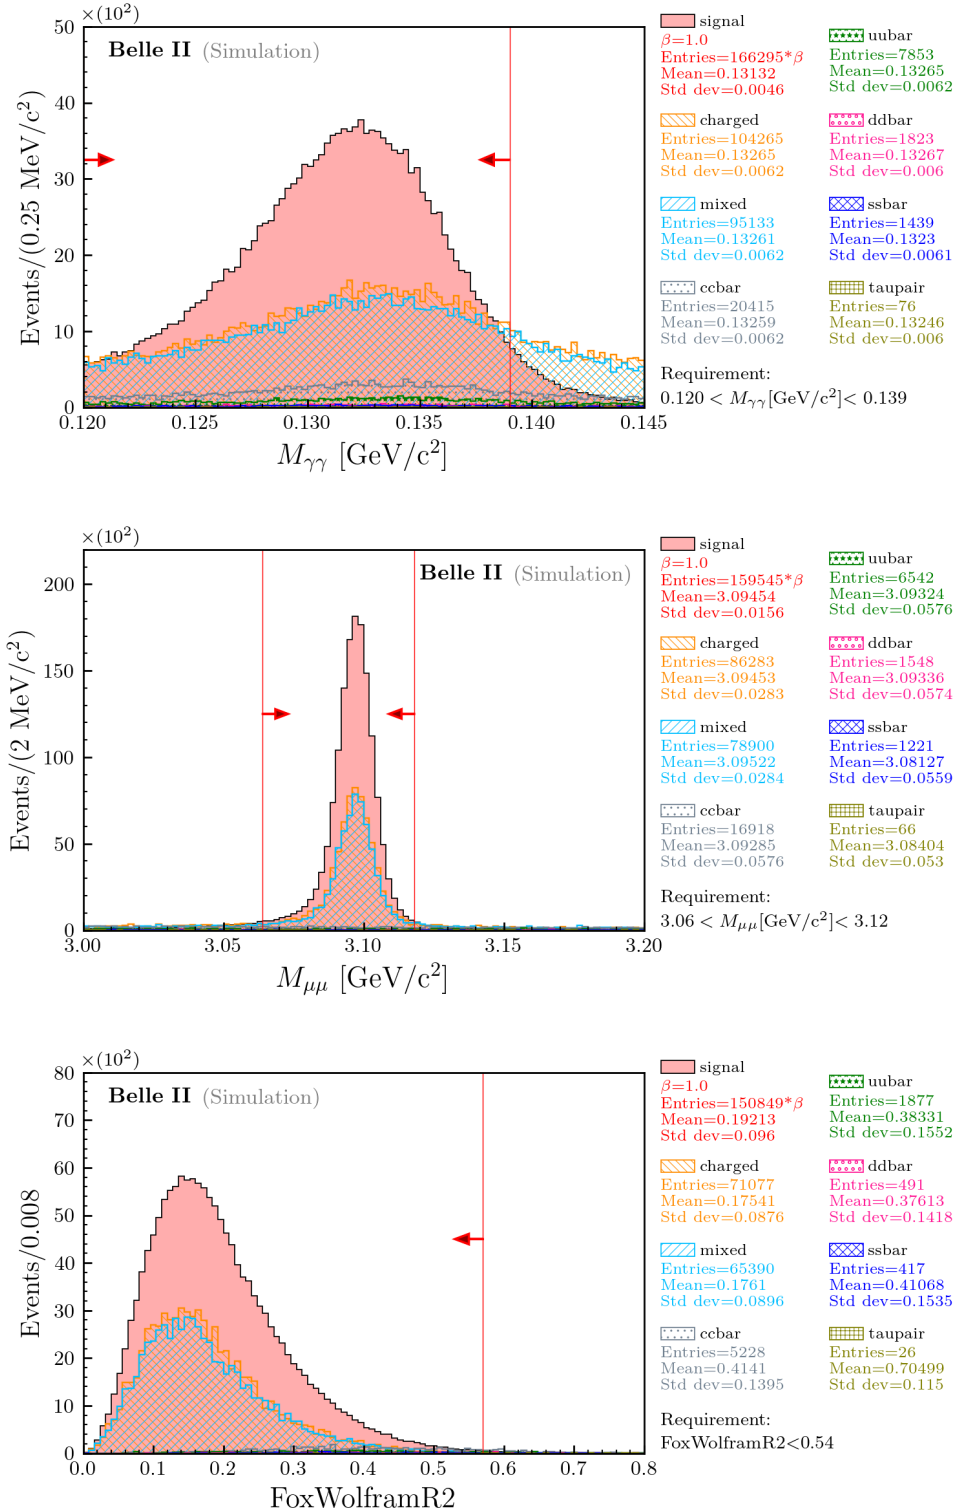 ×(10²)
50
40
30
20
10
0
Events/(0.25 MeV/c²)
Belle II (Simulation)
0.120 0.125 0.130 0.135 0.140 0.145
Mγγ [GeV/c²]
signal
β=1.0
Entries=166295*β
Mean=0.13132
Std dev=0.0046
charged
Entries=104265
Mean=0.13265
Std dev=0.0062
mixed
Entries=95133
Mean=0.13261
Std dev=0.0062
ccbar
Entries=20415
Mean=0.13259
Std dev=0.0062
uubar
Entries=7853
Mean=0.13265
Std dev=0.0062
ddbar
Entries=1823
Mean=0.13267
Std dev=0.006
ssbar
Entries=1439
Mean=0.1323
Std dev=0.0061
taupair
Entries=76
Mean=0.13246
Std dev=0.006
Requirement:
0.120 < Mγγ[GeV/c²]< 0.139
×(10²)
200
150
100
50
0
Events/(2 MeV/c²)
Belle II (Simulation)
3.00 3.05 3.10 3.15 3.20
Mμμ [GeV/c²]
signal
β=1.0
Entries=159545*β
Mean=3.09454
Std dev=0.0156
charged
Entries=86283
Mean=3.09453
Std dev=0.0283
mixed
Entries=78900
Mean=3.09522
Std dev=0.0284
ccbar
Entries=16918
Mean=3.09285
Std dev=0.0576
uubar
Entries=6542
Mean=3.09324
Std dev=0.0576
ddbar
Entries=1548
Mean=3.09336
Std dev=0.0574
ssbar
Entries=1221
Mean=3.08127
Std dev=0.0559
taupair
Entries=66
Mean=3.08404
Std dev=0.053
Requirement:
3.06 < Mμμ[GeV/c²]< 3.12
×(10²)
80
70
60
50
40
30
20
10
0
Events/0.008
Belle II (Simulation)
0.0 0.1 0.2 0.3 0.4 0.5 0.6 0.7 0.8
FoxWolframR2
signal
β=1.0
Entries=150849*β
Mean=0.19213
Std dev=0.096
charged
Entries=71077
Mean=0.17541
Std dev=0.0876
mixed
Entries=65390
Mean=0.1761
Std dev=0.0896
ccbar
Entries=5228
Mean=0.4141
Std dev=0.1395
uubar
Entries=1877
Mean=0.38331
Std dev=0.1552
ddbar
Entries=491
Mean=0.37613
Std dev=0.1418
ssbar
Entries=417
Mean=0.41068
Std dev=0.1535
taupair
Entries=26
Mean=0.70499
Std dev=0.115
Requirement:
FoxWolframR2<0.54